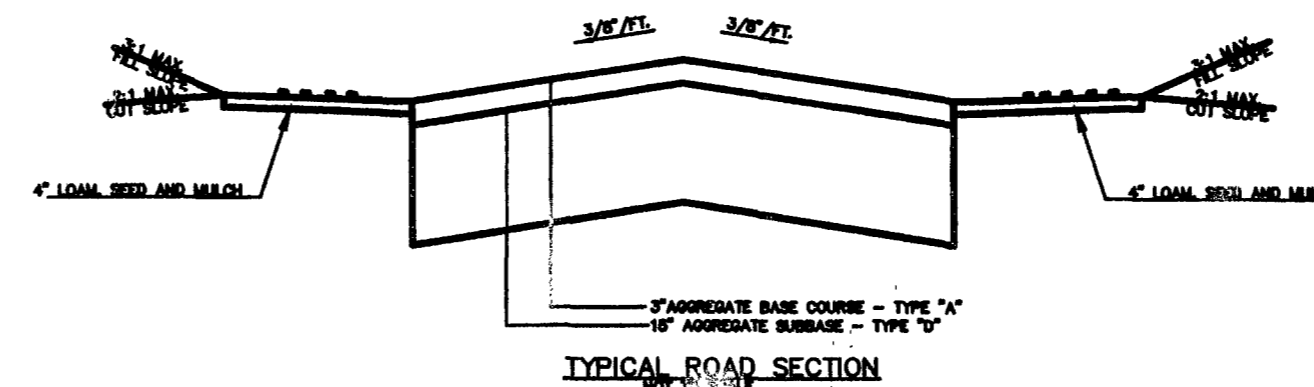 3/8"/FT. 3/8"/FT.
3:1 MAX.
FILL SLOPE
2:1 MAX.
CUT SLOPE
3:1 MAX.
FILL SLOPE
2:1 MAX.
CUT SLOPE
4" LOAM, SEED AND MULCH
4" LOAM, SEED AND MUL
3" AGGREGATE BASE COURSE - TYPE "A"
AGGREGATE SUBBASE - TYPE "D"
TYPICAL ROAD SECTION